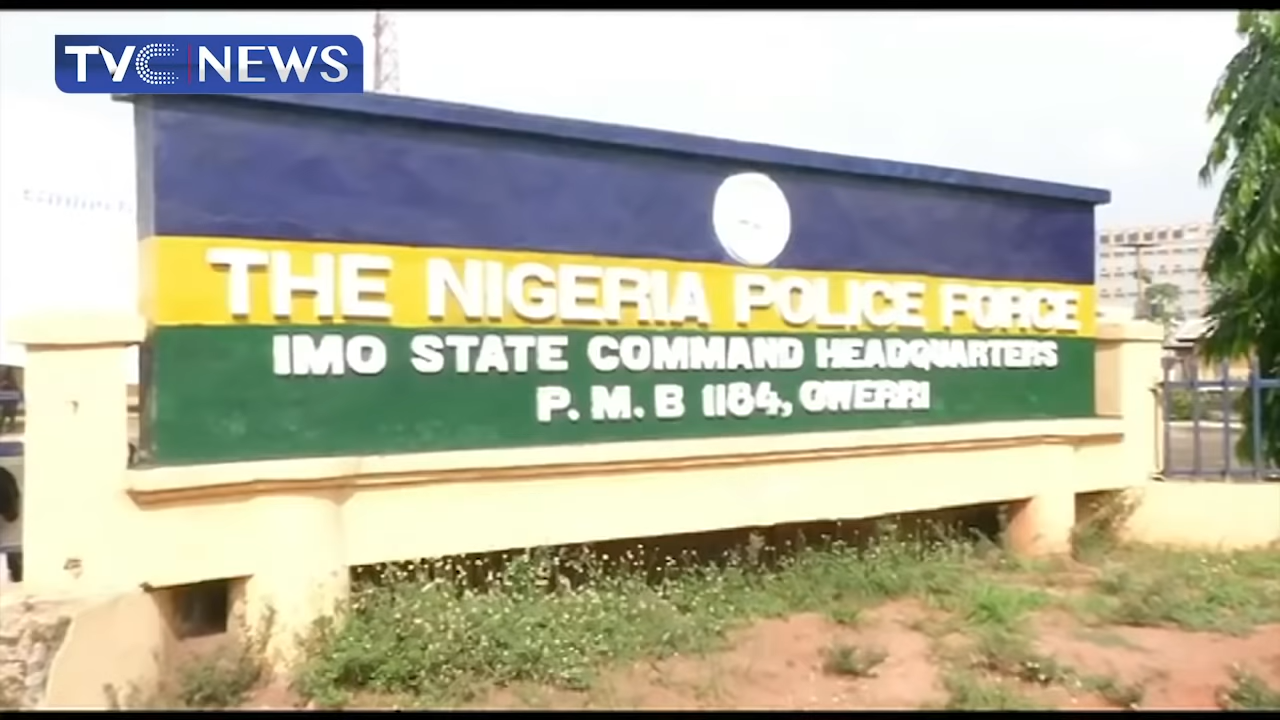 TVC NEWS
THE NIGERIA POLICE FORCE
IMO STATE COMMAND HEADQUARTERS
P. M. B 1184, OWERRI